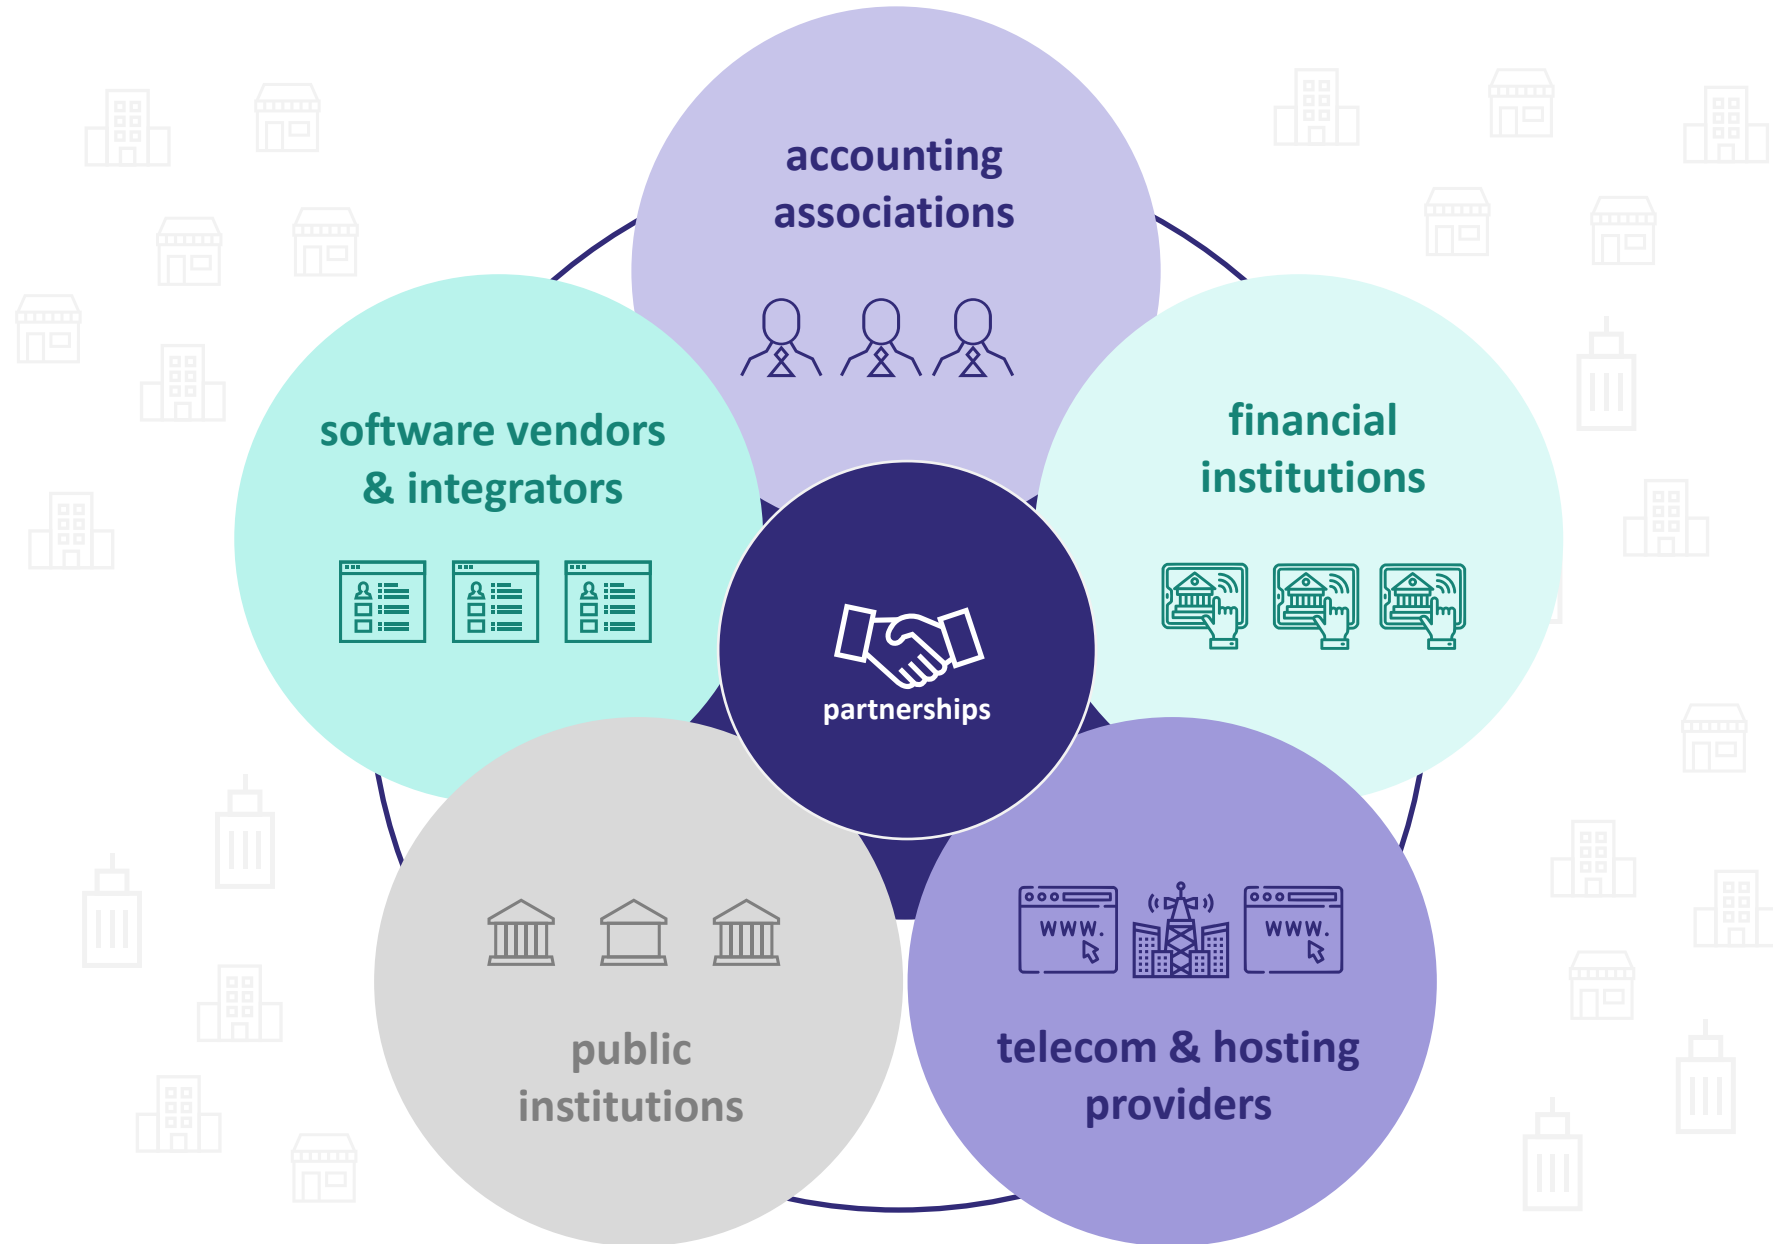 accounting
associations
software vendors
& integrators
financial
institutions
partnerships
www.
www.
public
institutions
telecom & hosting
providers